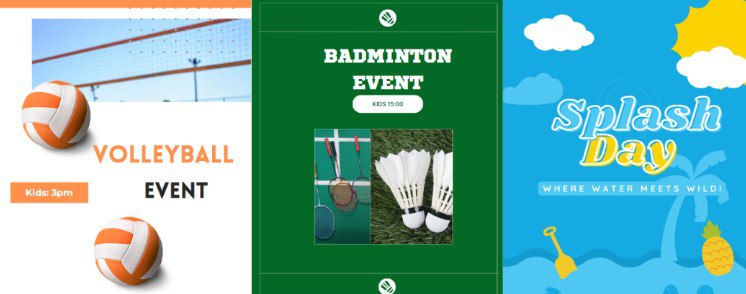 VOLLEYBALL
Kids: 3pm
EVENT
BADMINTON
EVENT
KIDS 15:00
Splash
Day
WHERE WATER MEETS WILD!